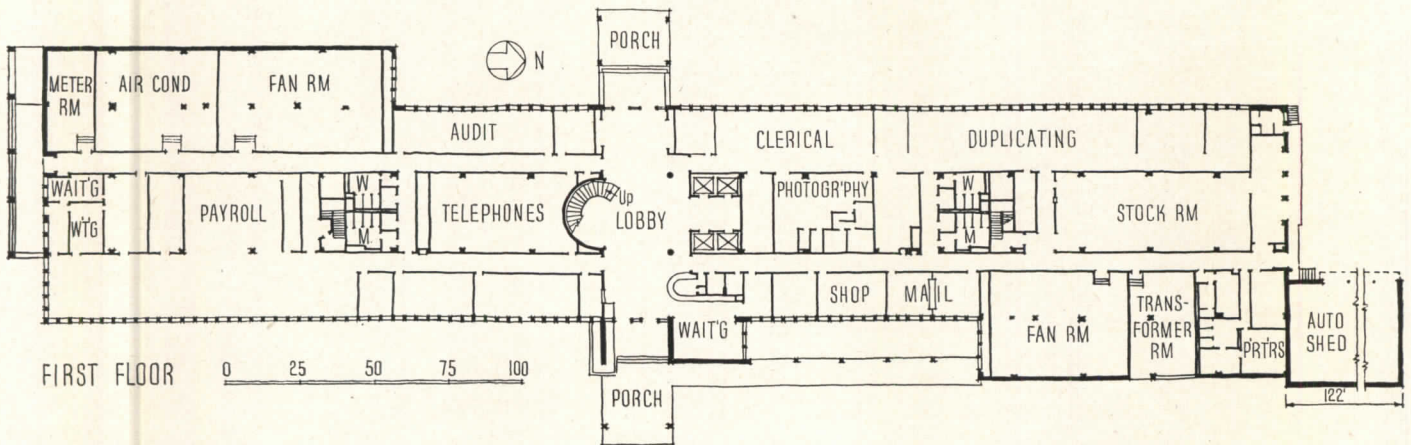 PORCH
N
METER
RM
AIR COND
FAN RM
AUDIT
CLERICAL
DUPLICATING
WAIT'G
WTG
PAYROLL
W
M
TELEPHONES
Up
LOBBY
PHOTOGR'PHY
W
M
STOCK RM
SHOP
MAIL
WAIT'G
FAN RM
TRANS-
FORMER
RM
P'RT'RS
AUTO
SHED
122'
FIRST FLOOR
0 25 50 75 100
PORCH